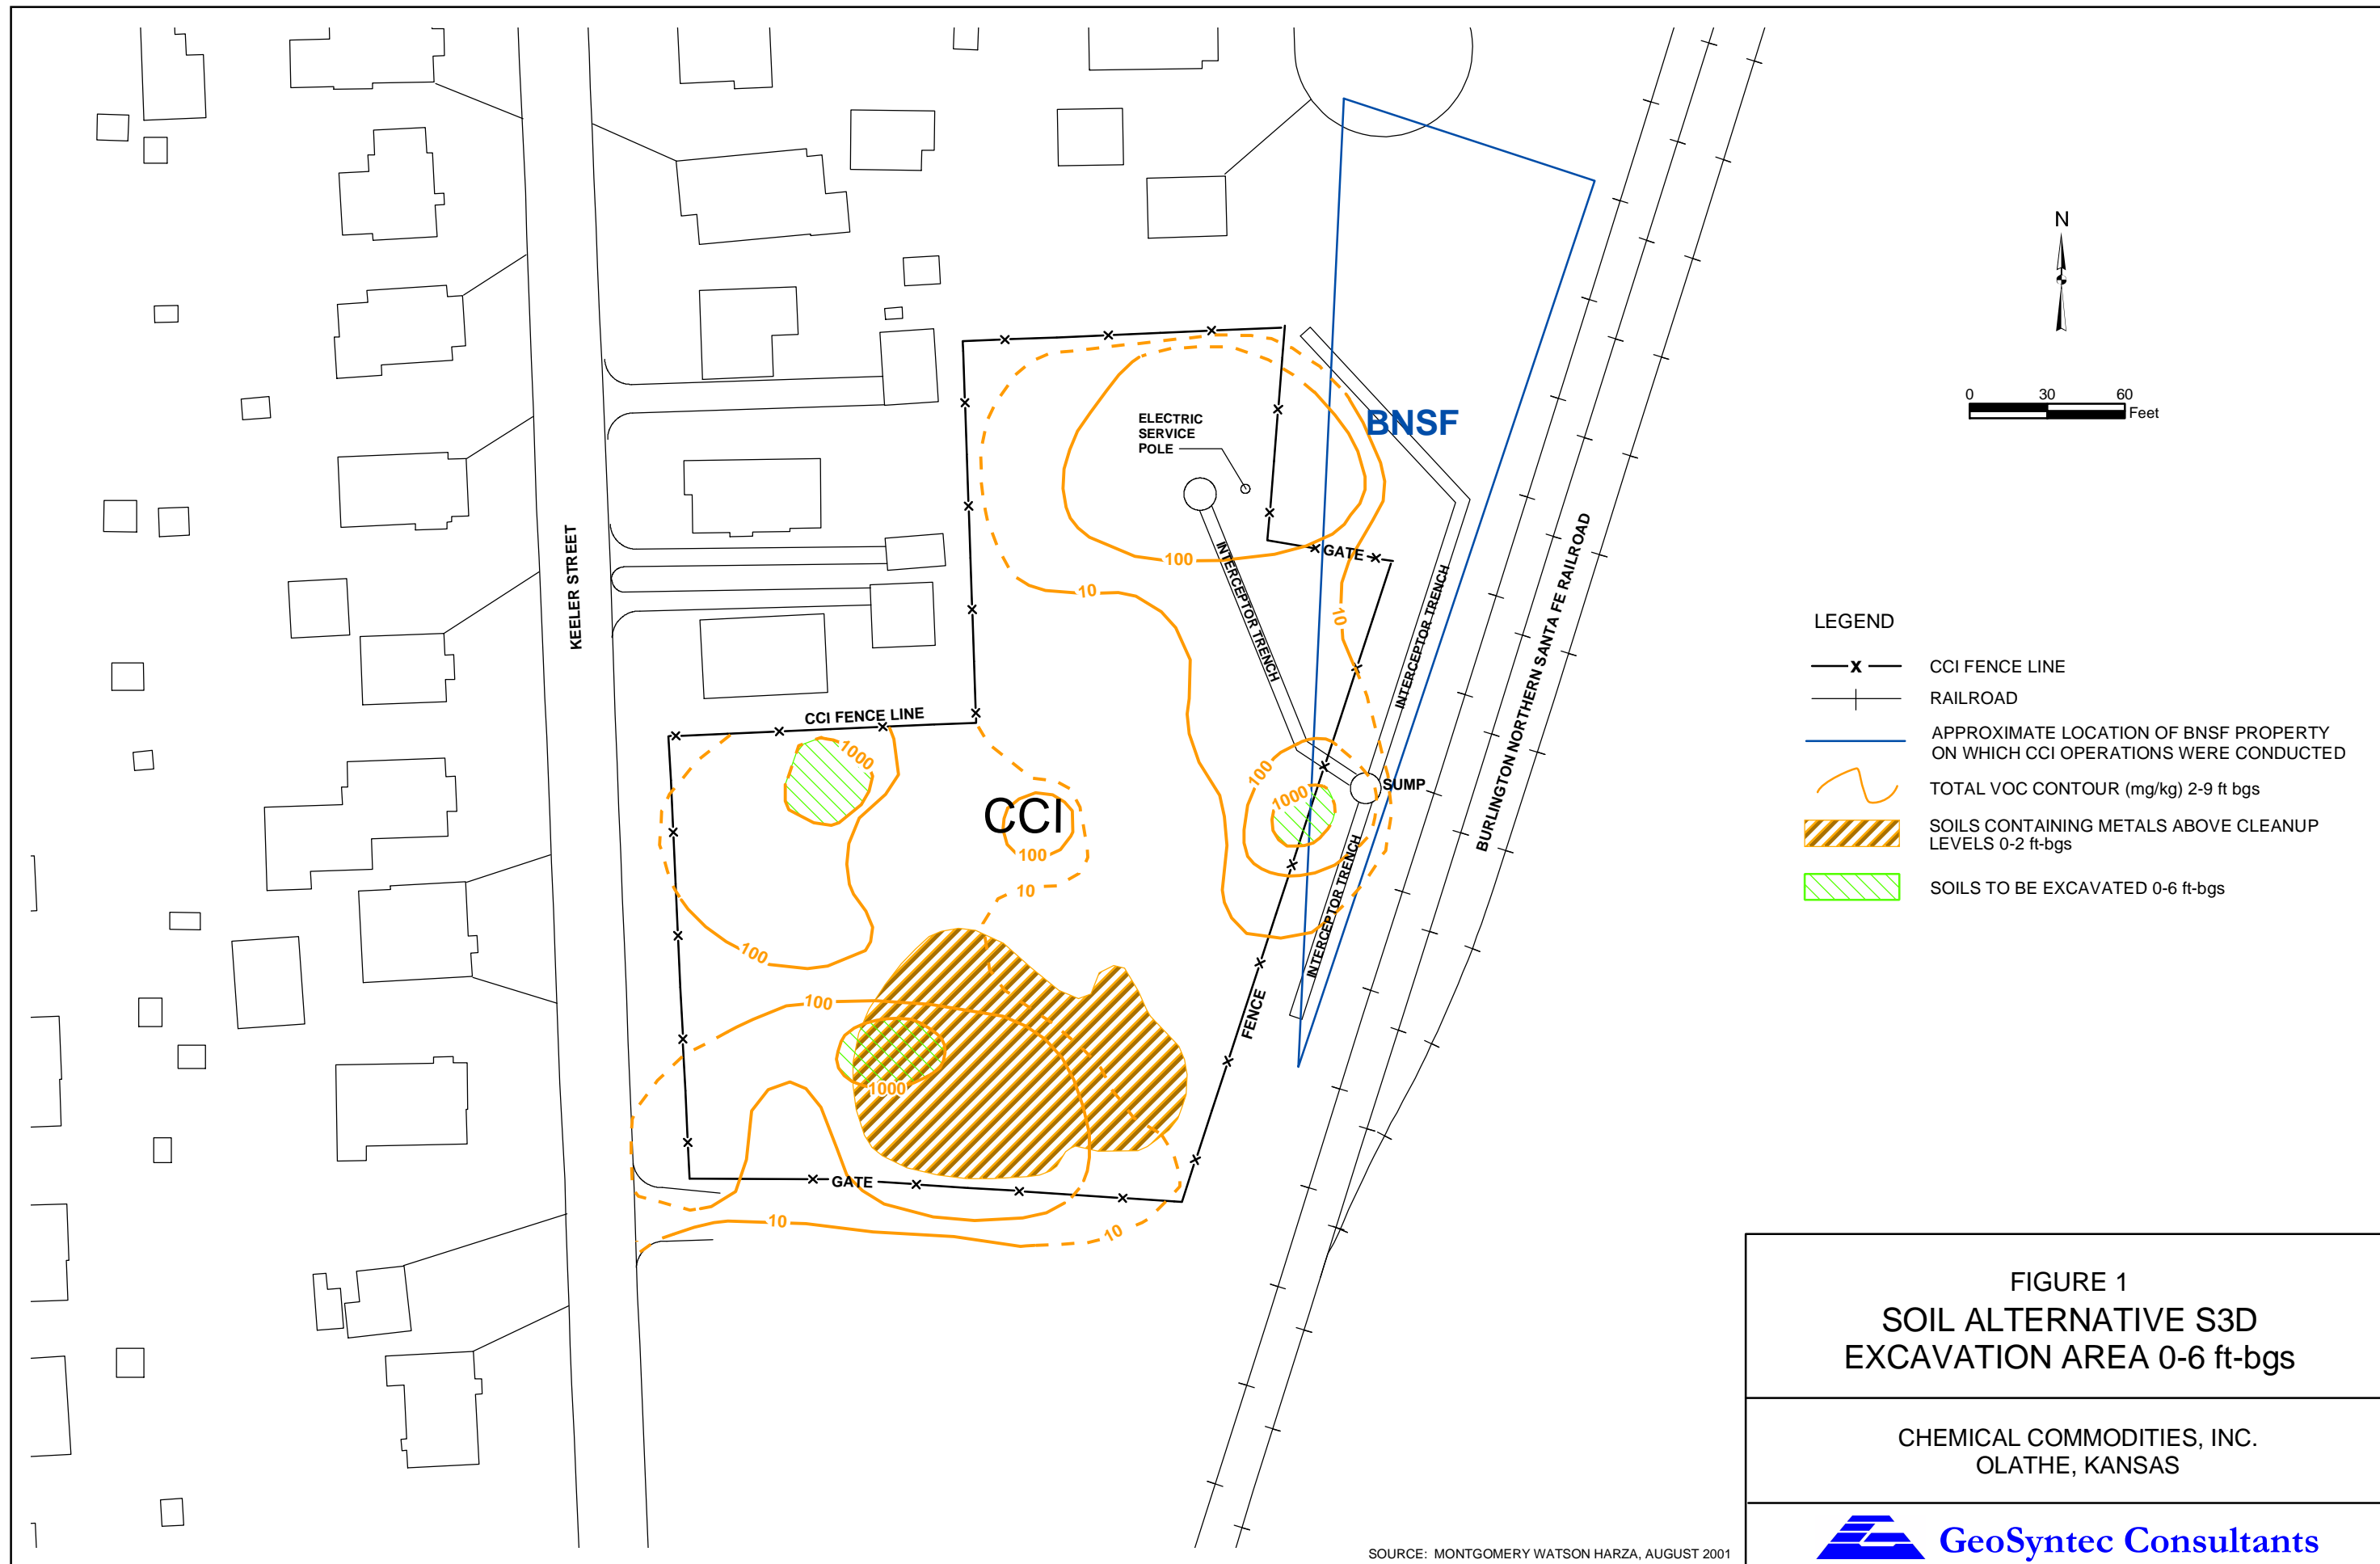 N
0 30 60
Feet
ELECTRIC
SERVICE
POLE
BNSF
100
GATE
10
10
INTERCEPTOR TRENCH
INTERCEPTOR TRENCH
KEELER STREET
BURLINGTON NORTHERN SANTA FE RAILROAD
CCI FENCE LINE
1000
CCI
100
10
100
1000
SUMP
INTERCEPTOR TRENCH
100
100
1000
FENCE
GATE
10
10
LEGEND
X CCI FENCE LINE
RAILROAD
APPROXIMATE LOCATION OF BNSF PROPERTY
ON WHICH CCI OPERATIONS WERE CONDUCTED
TOTAL VOC CONTOUR (mg/kg) 2-9 ft bgs
SOILS CONTAINING METALS ABOVE CLEANUP
LEVELS 0-2 ft-bgs
SOILS TO BE EXCAVATED 0-6 ft-bgs
FIGURE 1
SOIL ALTERNATIVE S3D
EXCAVATION AREA 0-6 ft-bgs
CHEMICAL COMMODITIES, INC.
OLATHE, KANSAS
GeoSyntec Consultants
SOURCE: MONTGOMERY WATSON HARZA, AUGUST 2001